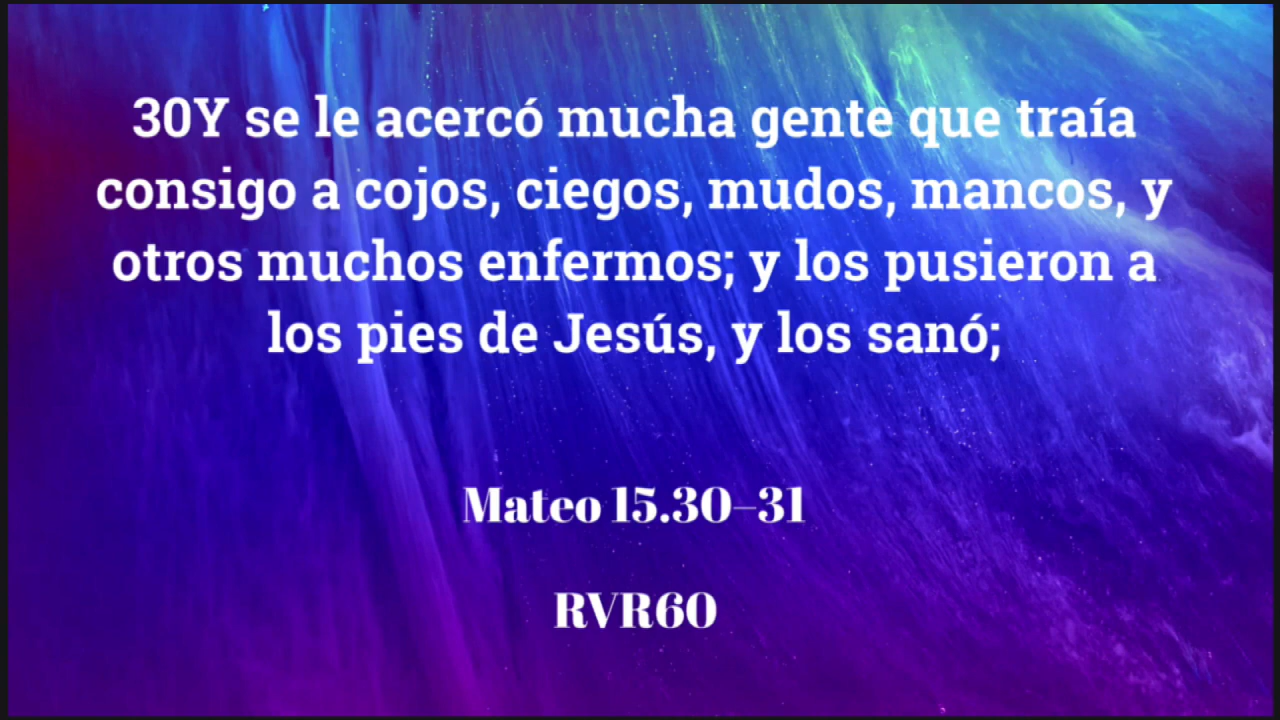 30Y se le acercó mucha gente que traía
consigo a cojos, ciegos, mudos, mancos, y
otros muchos enfermos; y los pusieron a
los pies de Jesús, y los sanó;
Mateo 15.30–31
RVR60